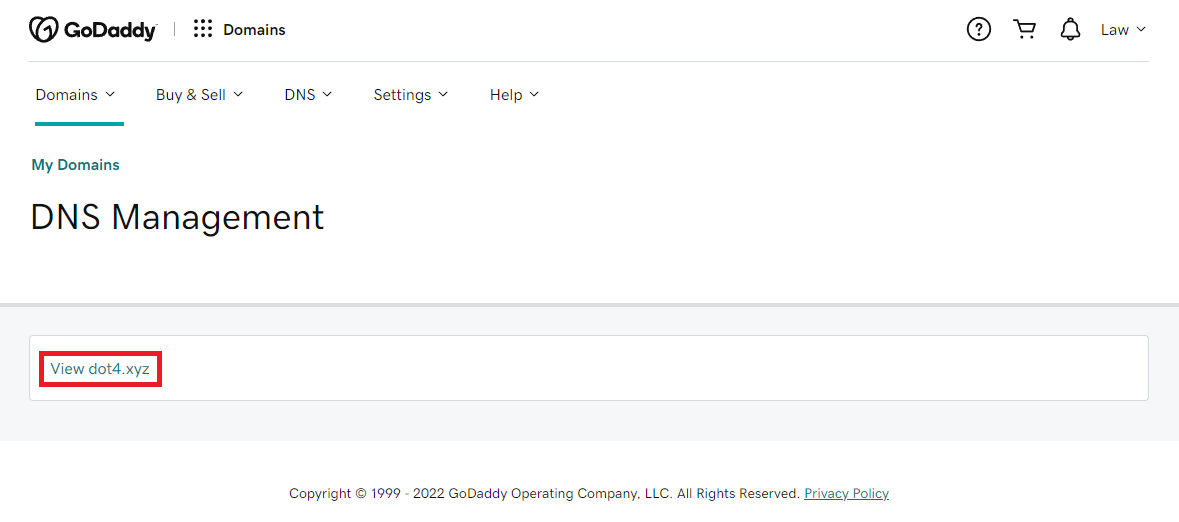 GoDaddy Domains Law
Domains Buy & Sell DNS Settings Help
My Domains
DNS Management
View dot4.xyz
Copyright © 1999 - 2022 GoDaddy Operating Company, LLC. All Rights Reserved. Privacy Policy